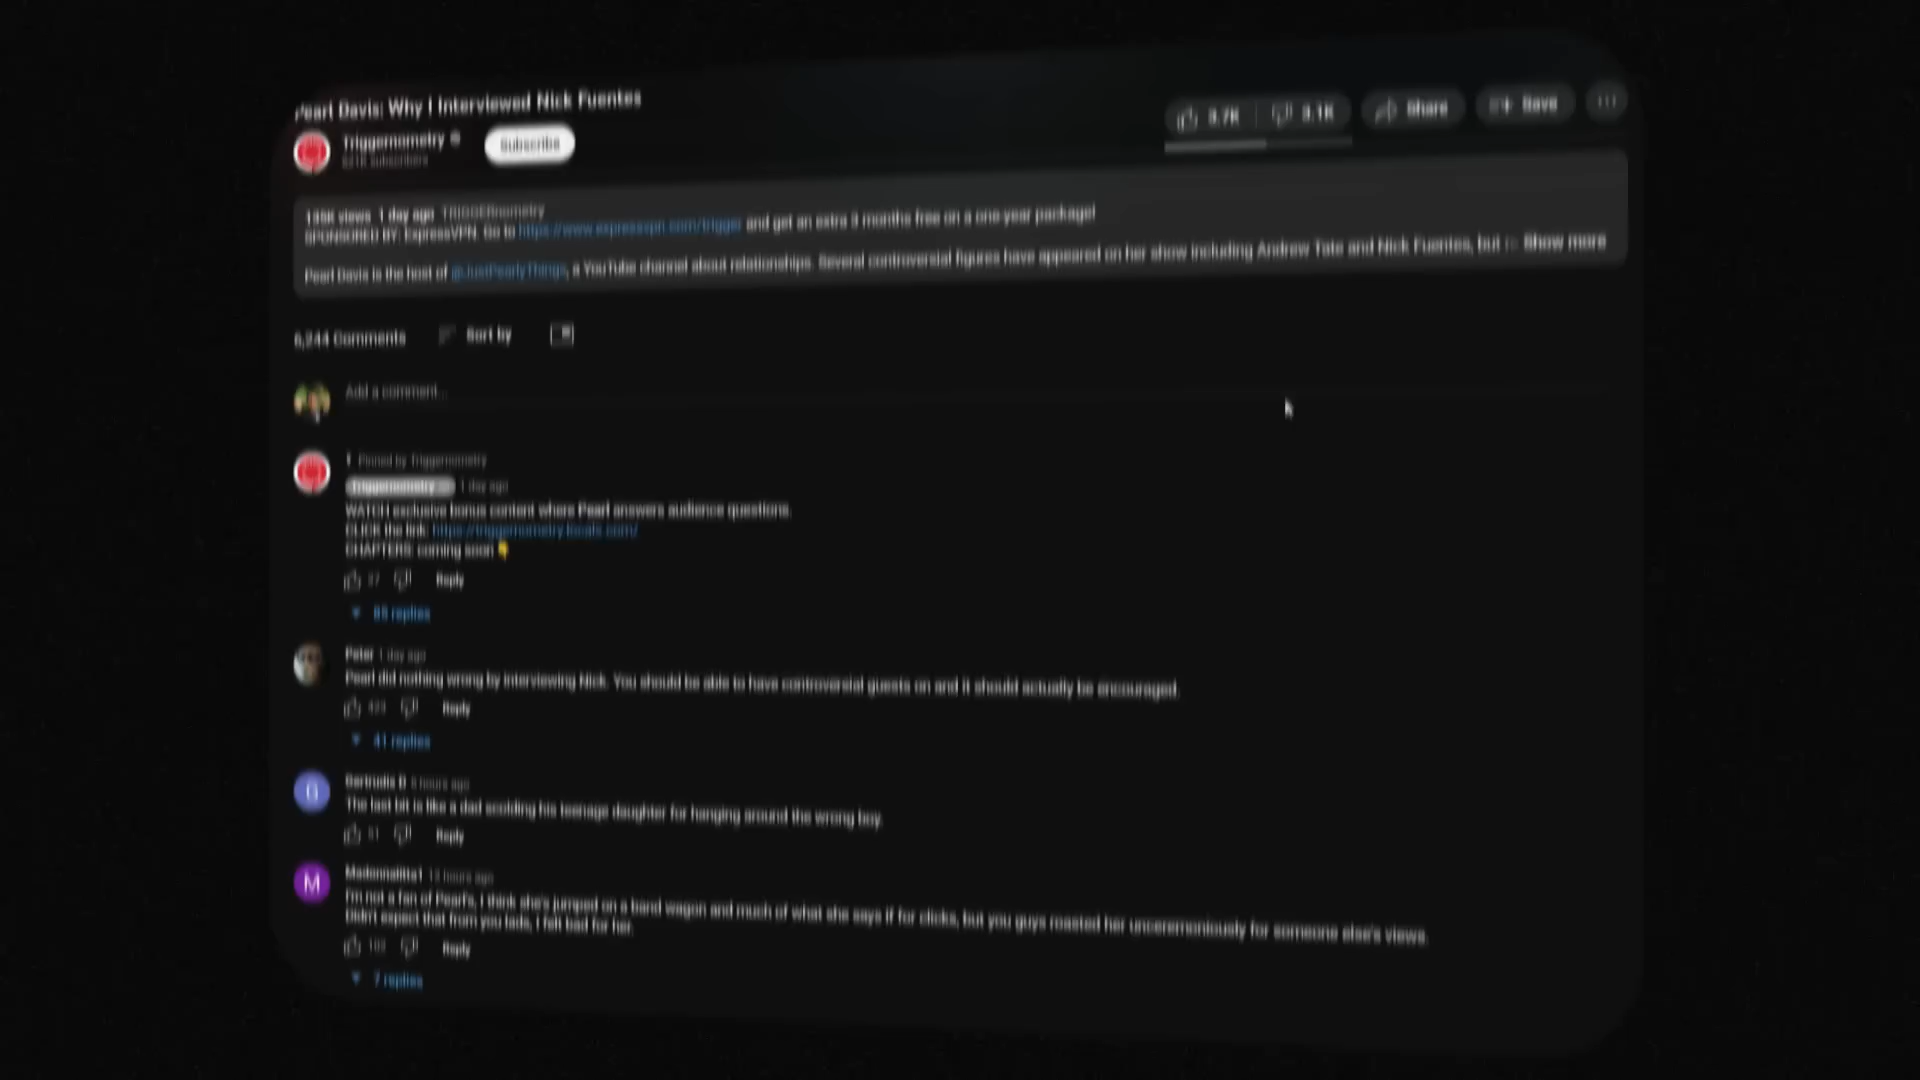 Pearl Davis: Why I Interviewed Nick Fuentes
Triggernometry
Subscribe
3.7K 3.1K Share Save
views 1 day ago TRIGGERnometry
SPONSORED BY: ExpressVPN. Go to https://www.expressvpn.com/trigger and get an extra 3 months free on a one-year package!
Pearl Davis is the host of @JustPearlyThings, a YouTube channel about relationships. Several controversial figures have appeared on her show including Andrew Tate and Nick Fuentes, but Show more
6,244 Comments Sort by
Add a comment...
Pinned by Triggernometry
Triggernometry 1 day ago
WATCH exclusive bonus content where Pearl answers audience questions.
CLICK the link: https://triggernometry.locals.com/
CHAPTERS coming soon
Reply
replies
Peter 1 day ago
Pearl did nothing wrong by interviewing Nick. You should be able to have controversial guests on and it should actually be encouraged.
Reply
41 replies
hours ago
The last bit is like a dad scolding his teenage daughter for hanging around the wrong boy.
Reply
M
hours ago
I'm not a fan of Pearl's, I think she's jumped on a band wagon and much of what she says if for clicks, but you guys roasted her unceremoniously for someone else's views.
Didn't expect that from you lads, I felt bad for her.
Reply
7 replies